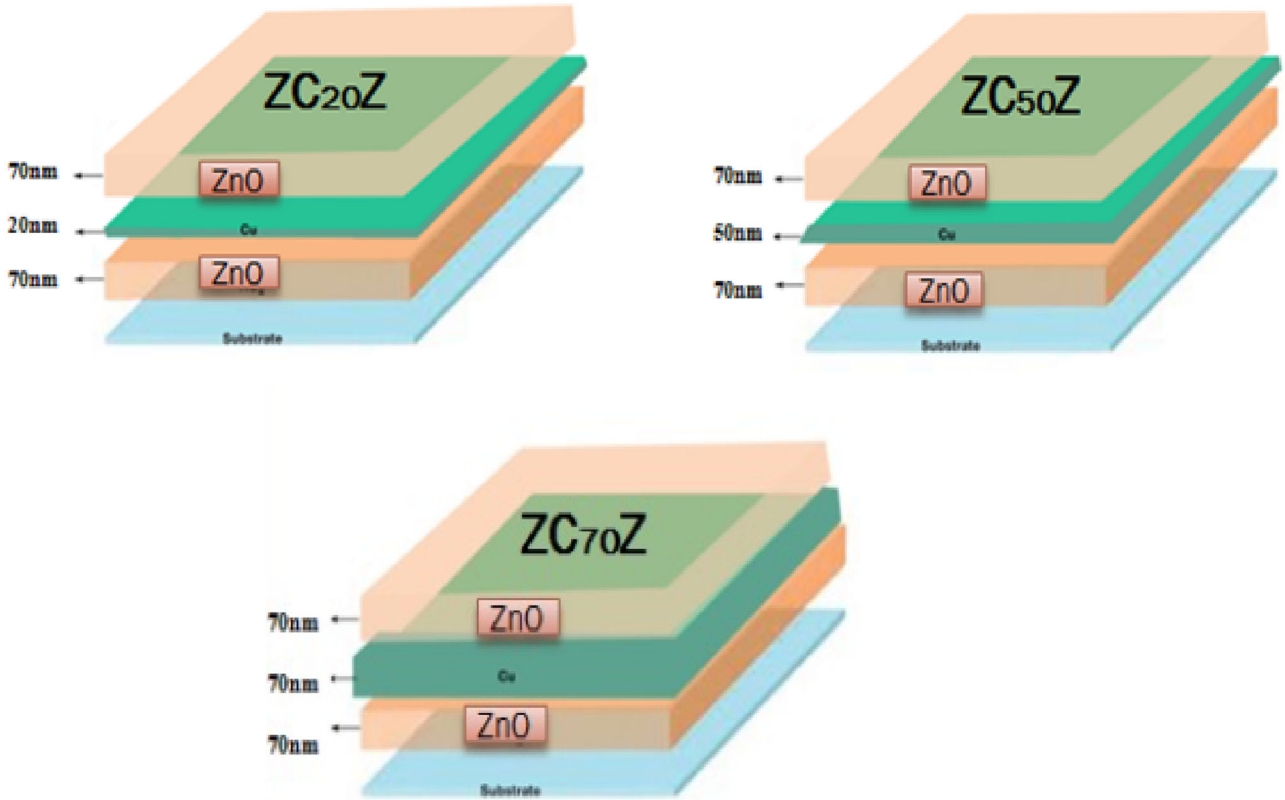 ZC20Z
70nm
ZnO
20nm
Cu
70nm
ZnO
Substrate
ZC50Z
70nm
ZnO
50nm
Cu
70nm
ZnO
Substrate
ZC70Z
70nm
ZnO
70nm
Cu
70nm
ZnO
Substrate